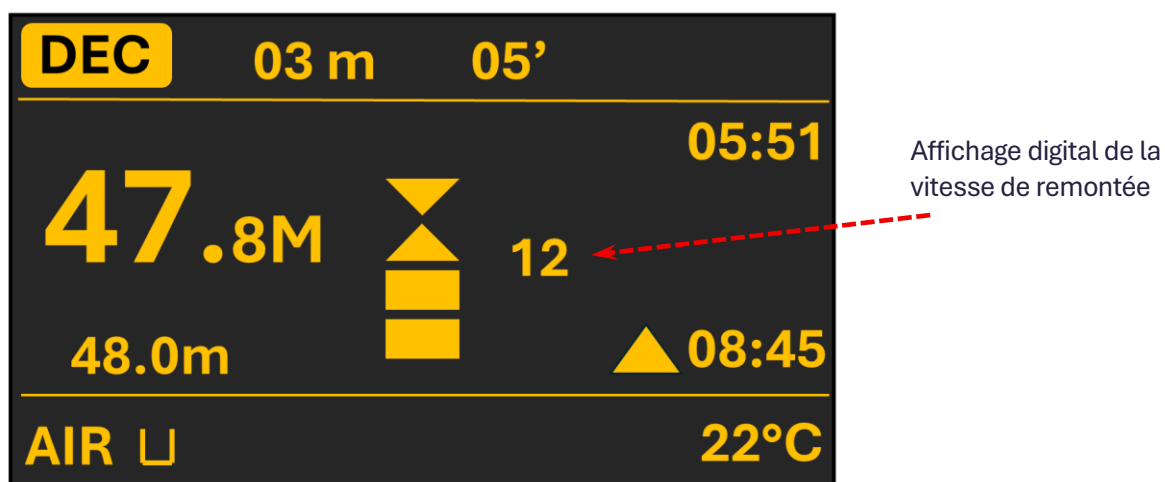 DEC 03 m 05’
05:51
47.8M
12
48.0m
08:45
AIR
22°C
Affichage digital de la
vitesse de remontée